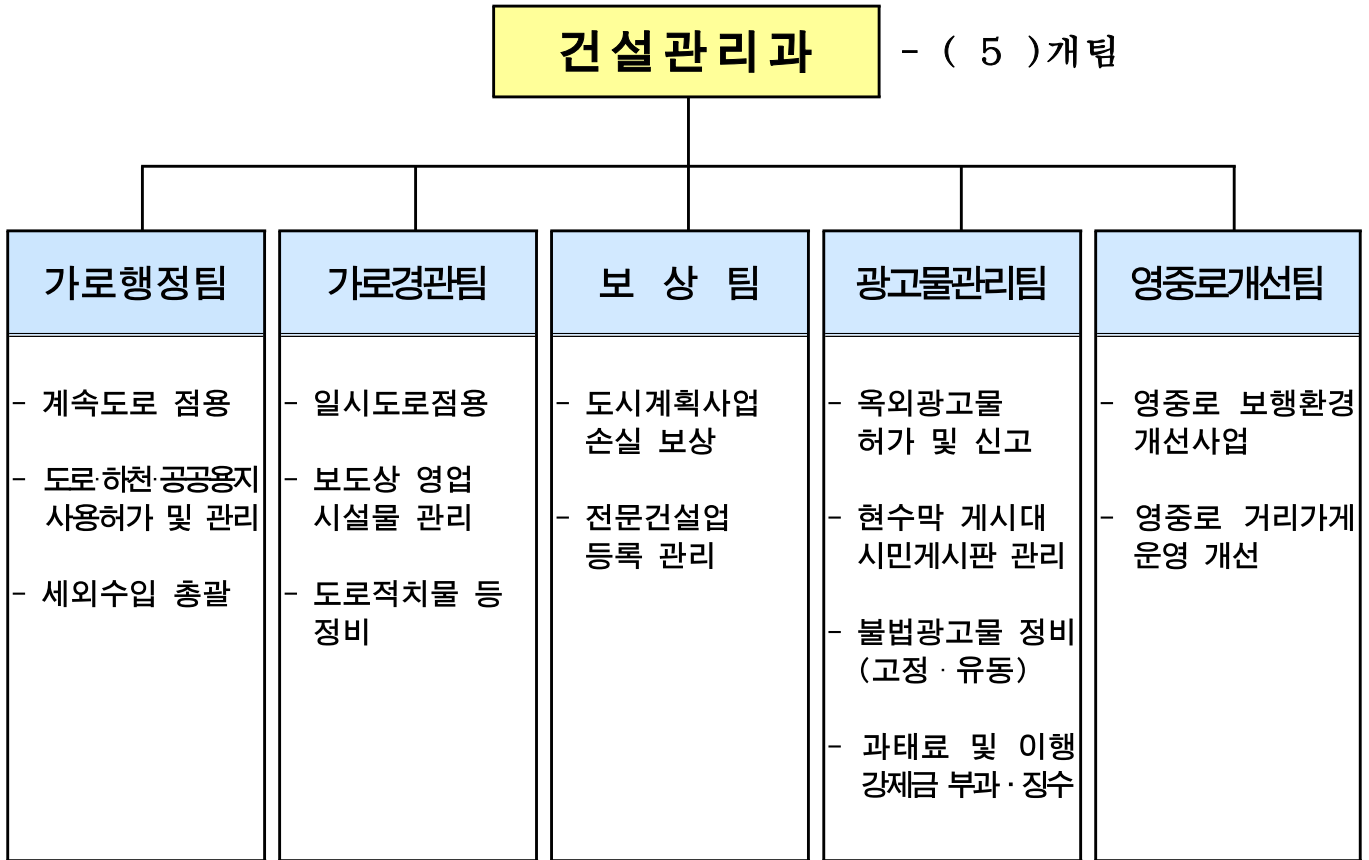 건설관리과 - ( 5 )개팀
가로행정팀
- 계속도로 점용
- 도로·하천·공공용지
사용허가 및 관리
- 세외수입 총괄
가로경관팀
- 일시도로점용
- 보도상 영업
시설물 관리
- 도로적치물 등
정비
보 상 팀
- 도시계획사업
손실 보상
- 전문건설업
등록 관리
광고물관리팀
- 옥외광고물
허가 및 신고
- 현수막 게시대
시민게시판 관리
- 불법광고물 정비
(고정·유동)
- 과태료 및 이행
강제금 부과·징수
영중로개선팀
- 영중로 보행환경
개선사업
- 영중로 거리가게
운영 개선